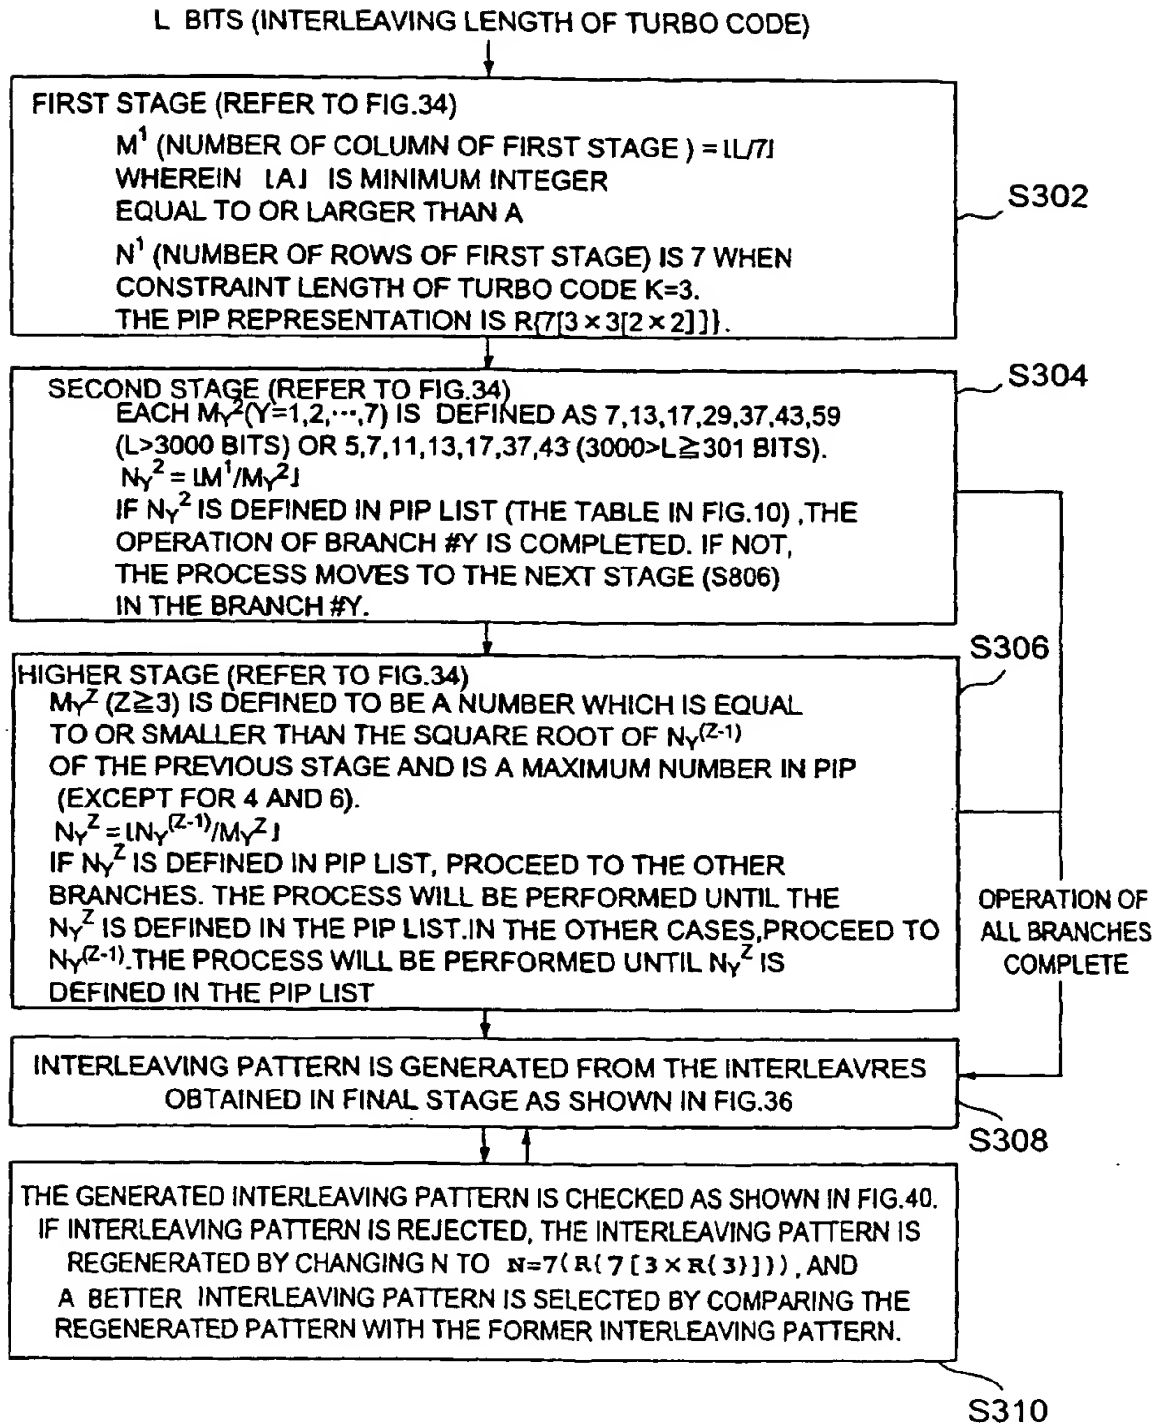 L BITS (INTERLEAVING LENGTH OF TURBO CODE)
FIRST STAGE (REFER TO FIG.34)
M¹ (NUMBER OF COLUMN OF FIRST STAGE ) = ⌊L/7⌋
WHEREIN ⌊A⌋ IS MINIMUM INTEGER
EQUAL TO OR LARGER THAN A
N¹ (NUMBER OF ROWS OF FIRST STAGE) IS 7 WHEN
CONSTRAINT LENGTH OF TURBO CODE K=3.
THE PIP REPRESENTATION IS R{7[3×3[2×2]]}.
S302
SECOND STAGE (REFER TO FIG.34)
EACH M_Y²(Y=1,2,···,7) IS DEFINED AS 7,13,17,29,37,43,59
(L>3000 BITS) OR 5,7,11,13,17,37,43 (3000>L≧301 BITS).
N_Y² = ⌊M¹/M_Y²⌋
IF N_Y² IS DEFINED IN PIP LIST (THE TABLE IN FIG.10) ,THE
OPERATION OF BRANCH #Y IS COMPLETED. IF NOT,
THE PROCESS MOVES TO THE NEXT STAGE (S806)
IN THE BRANCH #Y.
S304
HIGHER STAGE (REFER TO FIG.34)
M_Y^Z (Z≧3) IS DEFINED TO BE A NUMBER WHICH IS EQUAL
TO OR SMALLER THAN THE SQUARE ROOT OF N_Y^(Z-1)
OF THE PREVIOUS STAGE AND IS A MAXIMUM NUMBER IN PIP
(EXCEPT FOR 4 AND 6).
N_Y^Z = ⌊N_Y^(Z-1)/M_Y^Z⌋
IF N_Y^Z IS DEFINED IN PIP LIST, PROCEED TO THE OTHER
BRANCHES. THE PROCESS WILL BE PERFORMED UNTIL THE
N_Y^Z IS DEFINED IN THE PIP LIST.IN THE OTHER CASES,PROCEED TO
N_Y^(Z-1).THE PROCESS WILL BE PERFORMED UNTIL N_Y^Z IS
DEFINED IN THE PIP LIST
S306
OPERATION OF
ALL BRANCHES
COMPLETE
INTERLEAVING PATTERN IS GENERATED FROM THE INTERLEAVRES
OBTAINED IN FINAL STAGE AS SHOWN IN FIG.36
S308
THE GENERATED INTERLEAVING PATTERN IS CHECKED AS SHOWN IN FIG.40.
IF INTERLEAVING PATTERN IS REJECTED, THE INTERLEAVING PATTERN IS
REGENERATED BY CHANGING N TO N=7(R{7[3×R{3}]}), AND
A BETTER INTERLEAVING PATTERN IS SELECTED BY COMPARING THE
REGENERATED PATTERN WITH THE FORMER INTERLEAVING PATTERN.
S310